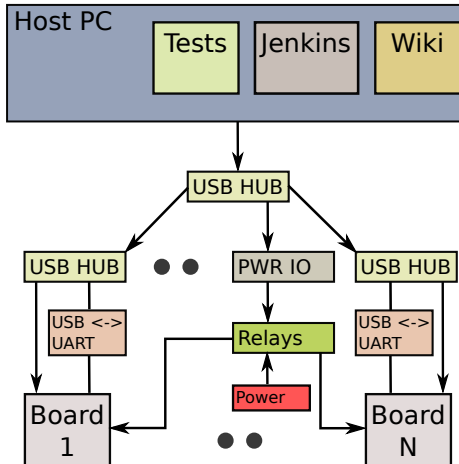 Host PC
Tests
Jenkins
Wiki
USB HUB
USB HUB
PWR IO
USB HUB
USB <->
UART
Relays
USB <->
UART
Power
Board
1
Board
N